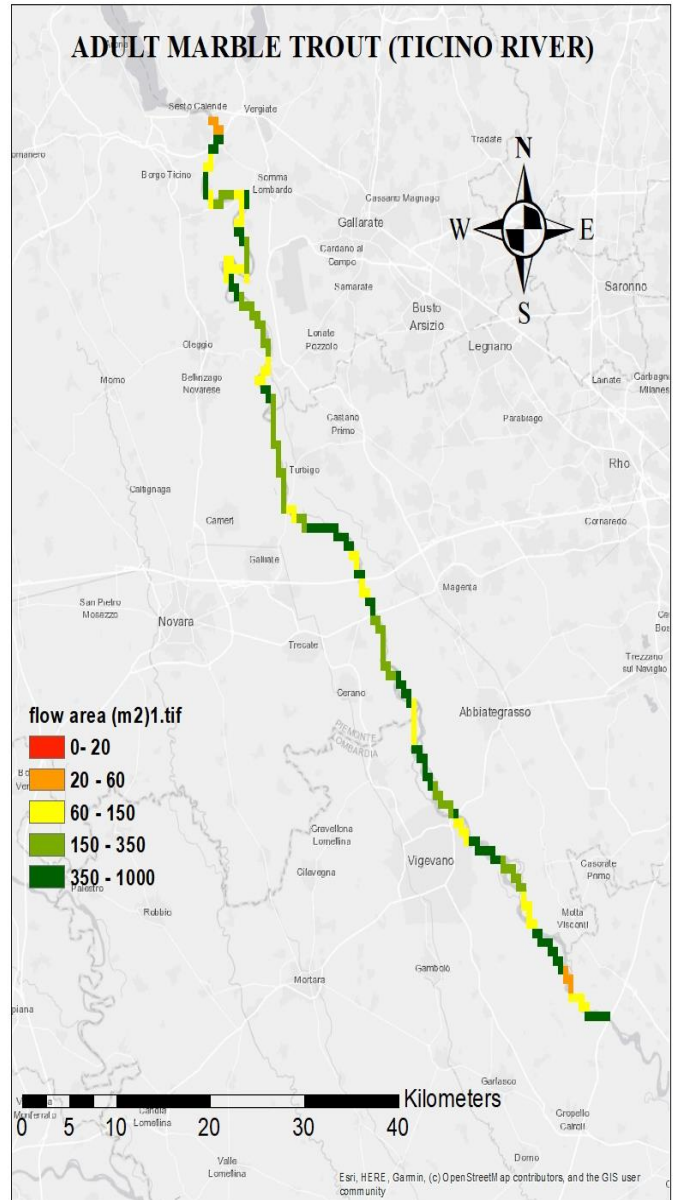 ADULT MARBLE TROUT (TICINO RIVER)
Sesto Calende
Vergiate
Tradate
N
omanero
Borgo Ticino
Somma
Lombardo
Cassano Magnago
Gallarate
W
E
Cardano al
Campo
Samarate
S
Saronno
Busto
Arsizio
Lonate
Pozzolo
Legnano
Oleggio
Momo
Bellinzago
Novarese
Lainate
Castano
Primo
Parabiago
Rho
Turbigo
Caltignaga
Cameri
Cornaredo
Galliate
Magenta
San Pietro
Mosezzo
Novara
Trecate
Trezzano
sul Naviglio
Cerano
Abbiategrasso
PIEMONTE
LOMBARDIA
flow area (m2)1.tif
0- 20
20 - 60
60 - 150
150 - 350
350 - 1000
Gravellona
Lomellina
Vigevano
Cilavegna
Casorate
Primo
Palestro
Robbio
Motta
Visconti
Gambolò
Mortara
piana
Garlasco
Kilometers
Monferrato
Candia
Lomellina
Gropello
Cairoli
0 5 10 20 30 40
Dorno
Valle
Lomellina
Esri, HERE, Garmin, (c) OpenStreetMap contributors, and the GIS user
community